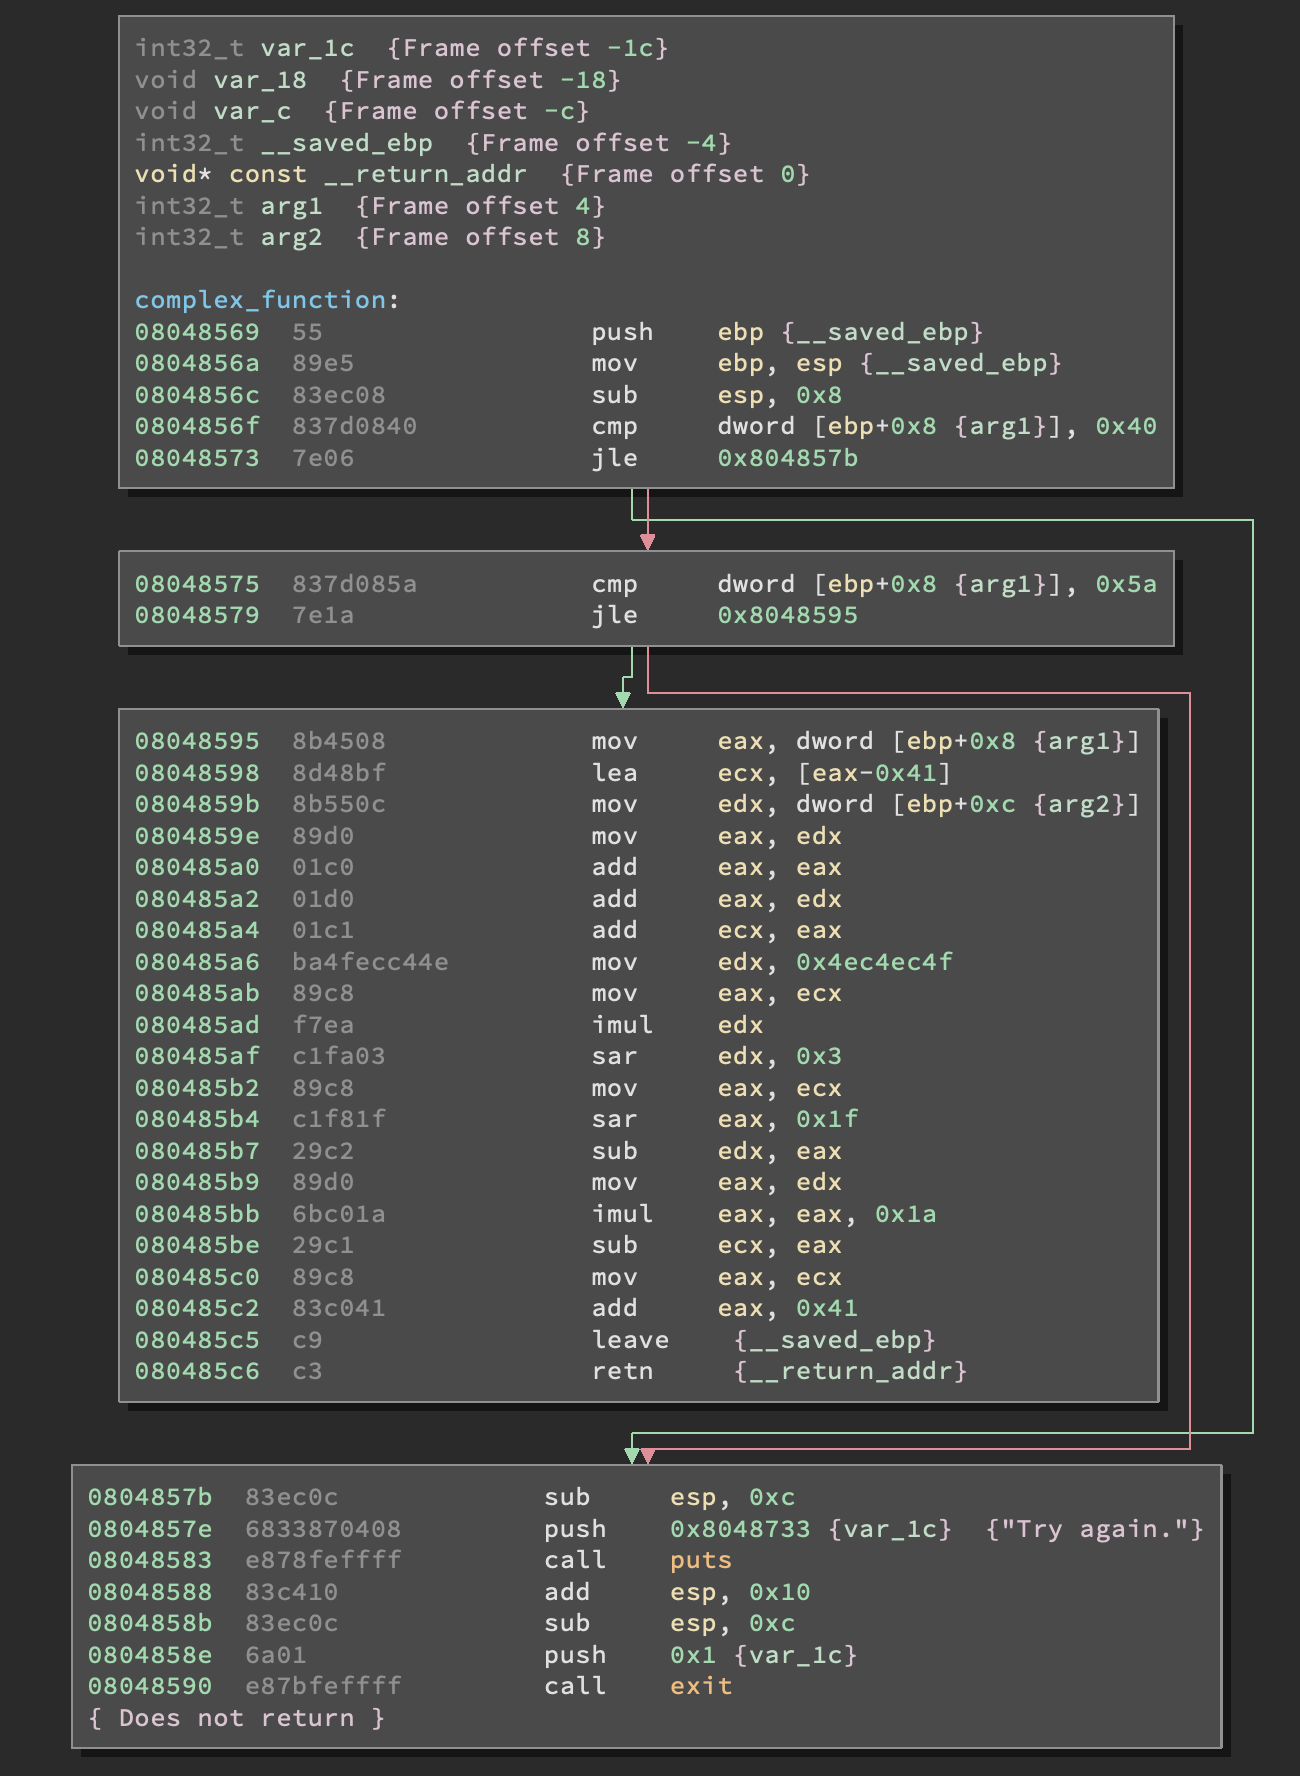 int32_t var_1c  {Frame offset -1c}
void var_18  {Frame offset -18}
void var_c  {Frame offset -c}
int32_t __saved_ebp  {Frame offset -4}
void* const __return_addr  {Frame offset 0}
int32_t arg1  {Frame offset 4}
int32_t arg2  {Frame offset 8}
complex_function:
08048569  55                 push    ebp {__saved_ebp}
0804856a  89e5               mov     ebp, esp {__saved_ebp}
0804856c  83ec08             sub     esp, 0x8
0804856f  837d0840           cmp     dword [ebp+0x8 {arg1}], 0x40
08048573  7e06               jle     0x804857b
08048575  837d085a           cmp     dword [ebp+0x8 {arg1}], 0x5a
08048579  7e1a               jle     0x8048595
08048595  8b4508             mov     eax, dword [ebp+0x8 {arg1}]
08048598  8d48bf             lea     ecx, [eax-0x41]
0804859b  8b550c             mov     edx, dword [ebp+0xc {arg2}]
0804859e  89d0               mov     eax, edx
080485a0  01c0               add     eax, eax
080485a2  01d0               add     eax, edx
080485a4  01c1               add     ecx, eax
080485a6  ba4fecc44e         mov     edx, 0x4ec4ec4f
080485ab  89c8               mov     eax, ecx
080485ad  f7ea               imul    edx
080485af  c1fa03             sar     edx, 0x3
080485b2  89c8               mov     eax, ecx
080485b4  c1f81f             sar     eax, 0x1f
080485b7  29c2               sub     edx, eax
080485b9  89d0               mov     eax, edx
080485bb  6bc01a             imul    eax, eax, 0x1a
080485be  29c1               sub     ecx, eax
080485c0  89c8               mov     eax, ecx
080485c2  83c041             add     eax, 0x41
080485c5  c9                 leave    {__saved_ebp}
080485c6  c3                 retn     {__return_addr}
0804857b  83ec0c             sub     esp, 0xc
0804857e  6833870408         push    0x8048733 {var_1c}  {"Try again."}
08048583  e878feffff         call    puts
08048588  83c410             add     esp, 0x10
0804858b  83ec0c             sub     esp, 0xc
0804858e  6a01               push    0x1 {var_1c}
08048590  e87bfeffff         call    exit
{ Does not return }